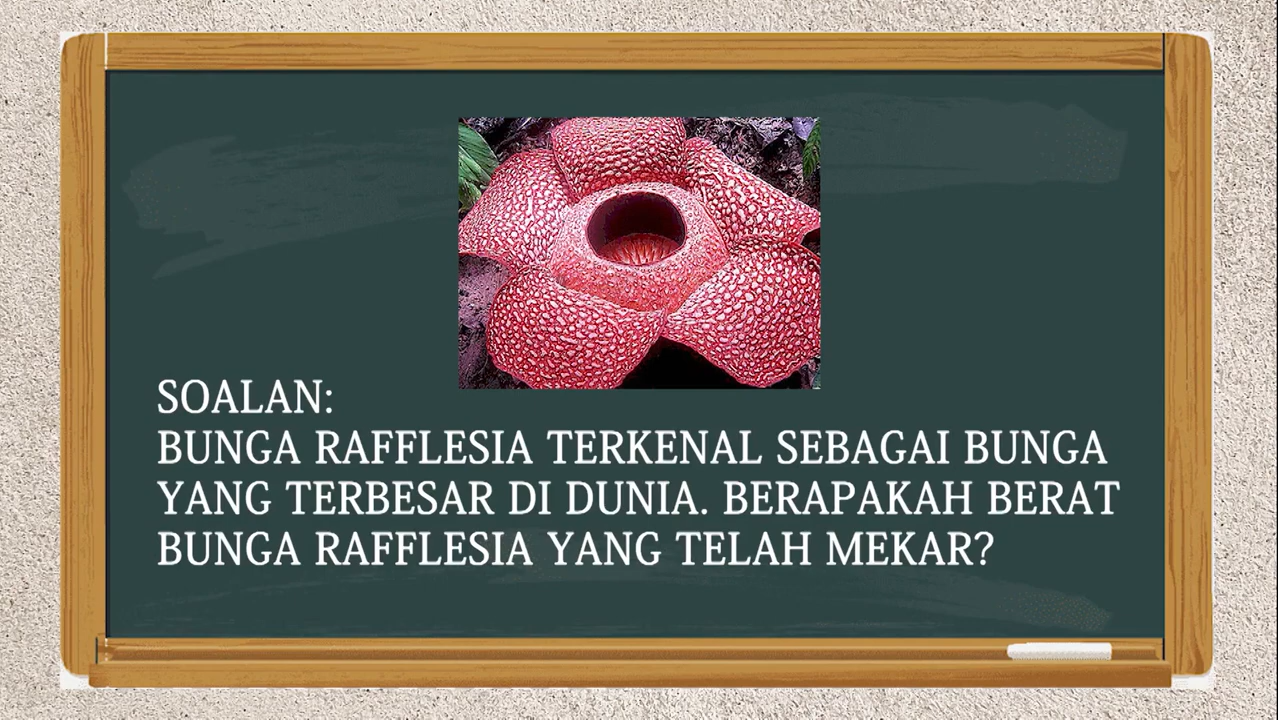 SOALAN:
BUNGA RAFFLESIA TERKENAL SEBAGAI BUNGA
YANG TERBESAR DI DUNIA. BERAPAKAH BERAT
BUNGA RAFFLESIA YANG TELAH MEKAR?